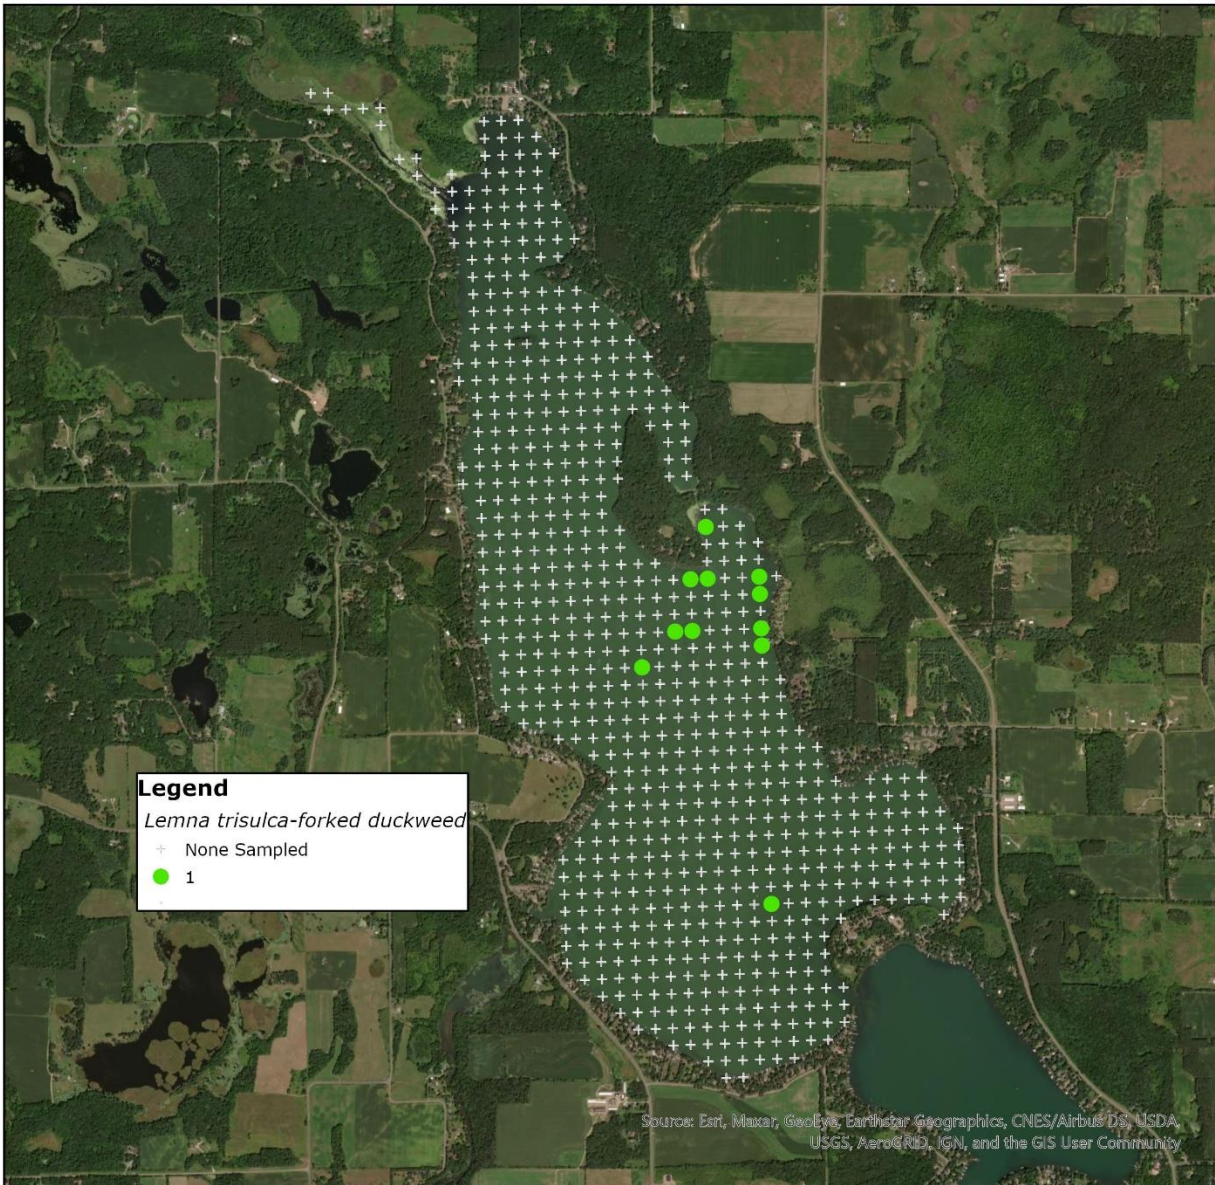 Legend
Lemna trisulca-forked duckweed
None Sampled
1
Source: Esri, Maxar, GeoEye, Earthstar Geographics, CNES/Airbus DS, USDA,
USGS, AeroGRID, IGN, and the GIS User Community